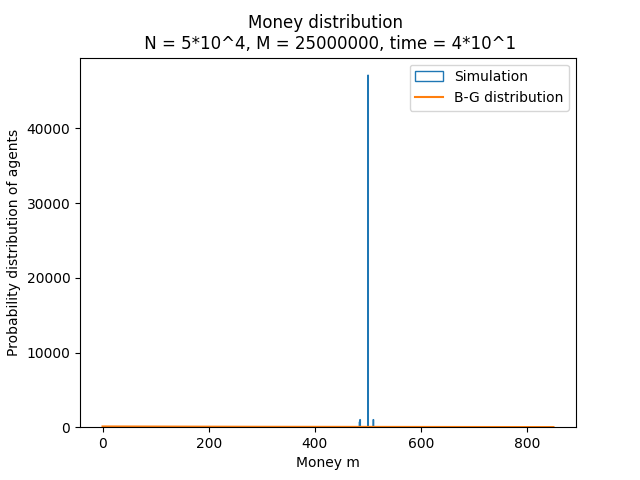 Money distribution
N = 5*10^4, M = 25000000, time = 4*10^1
Simulation
B-G distribution
Probability distribution of agents
40000
30000
20000
10000
0
0 200 400 600 800
Money m